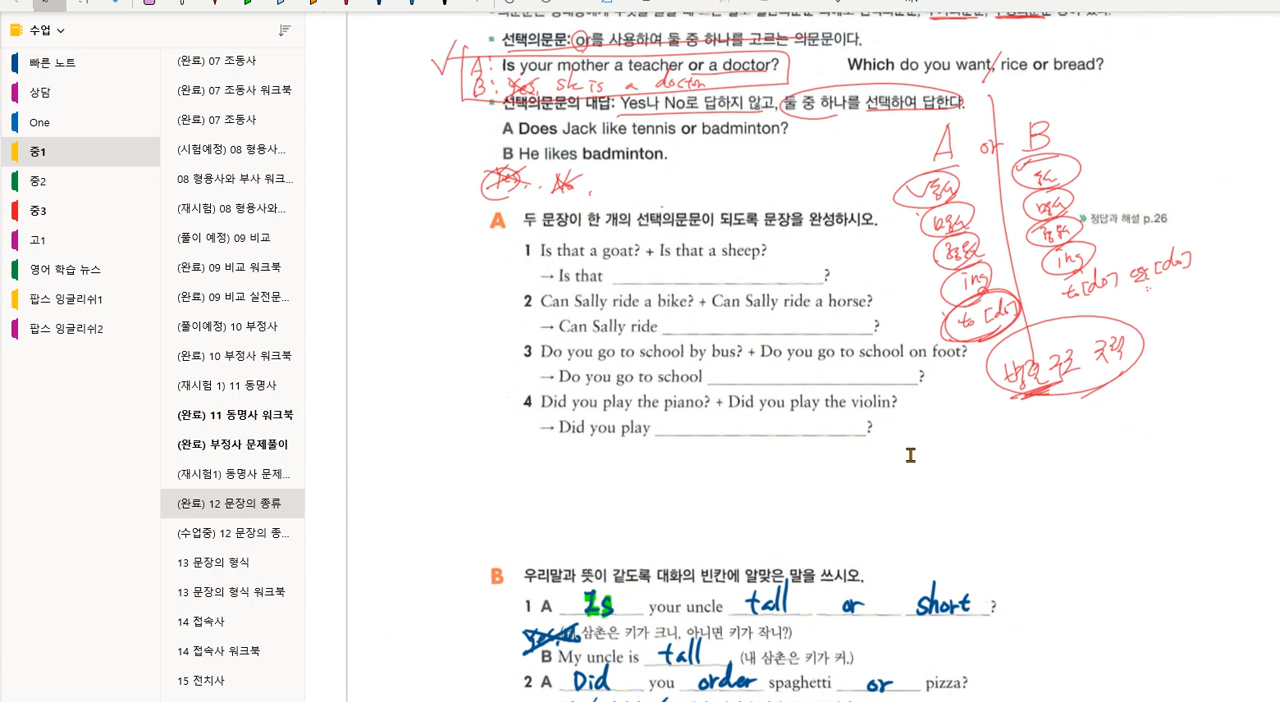 수업
빠른 노트
상담
One
중1
중2
중3
고1
영어 학습 뉴스
팝스 잉글리쉬1
팝스 잉글리쉬2
(완료) 07 조동사
(완료) 07 조동사 워크북
(완료) 07 조동사
(시험예정) 08 형용사...
08 형용사와 부사 워크...
(재시험) 08 형용사와...
(풀이 예정) 09 비교
(완료) 09 비교 워크북
(완료) 09 비교 실전문...
(풀이예정) 10 부정사
(완료) 10 부정사 워크북
(재시험 1) 11 동명사
(완료) 11 동명사 워크북
(완료) 부정사 문제풀이
(재시험1) 동명사 문제...
(완료) 12 문장의 종류
(수업중) 12 문장의 종...
13 문장의 형식
13 문장의 형식 워크북
14 접속사
14 접속사 워크북
15 전치사
선택의문문: or를 사용하여 둘 중 하나를 고르는 의문문이다.
A: Is your mother a teacher or a doctor? Which do you want, rice or bread?
B: Yes, she is a doctor
선택의문문의 대답: Yes나 No로 답하지 않고, 둘 중 하나를 선택하여 답한다.
A Does Jack like tennis or badminton?
B He likes badminton.
A or B
동사
명사 명사
형용사 형용사
ing ing
to [do] to [do] 또는 [do]
병렬 구조 규칙
A 두 문장이 한 개의 선택의문문이 되도록 문장을 완성하시오.
정답과 해설 p.26
1 Is that a goat? + Is that a sheep?
→ Is that ?
2 Can Sally ride a bike? + Can Sally ride a horse?
→ Can Sally ride ?
3 Do you go to school by bus? + Do you go to school on foot?
→ Do you go to school ?
4 Did you play the piano? + Did you play the violin?
→ Did you play ?
B 우리말과 뜻이 같도록 대화의 빈칸에 알맞은 말을 쓰시오.
1 A Is your uncle tall or short ?
삼촌은 키가 크니, 아니면 키가 작니?)
B My uncle is tall (내 삼촌은 키가 커.)
2 A Did you order spaghetti or pizza?